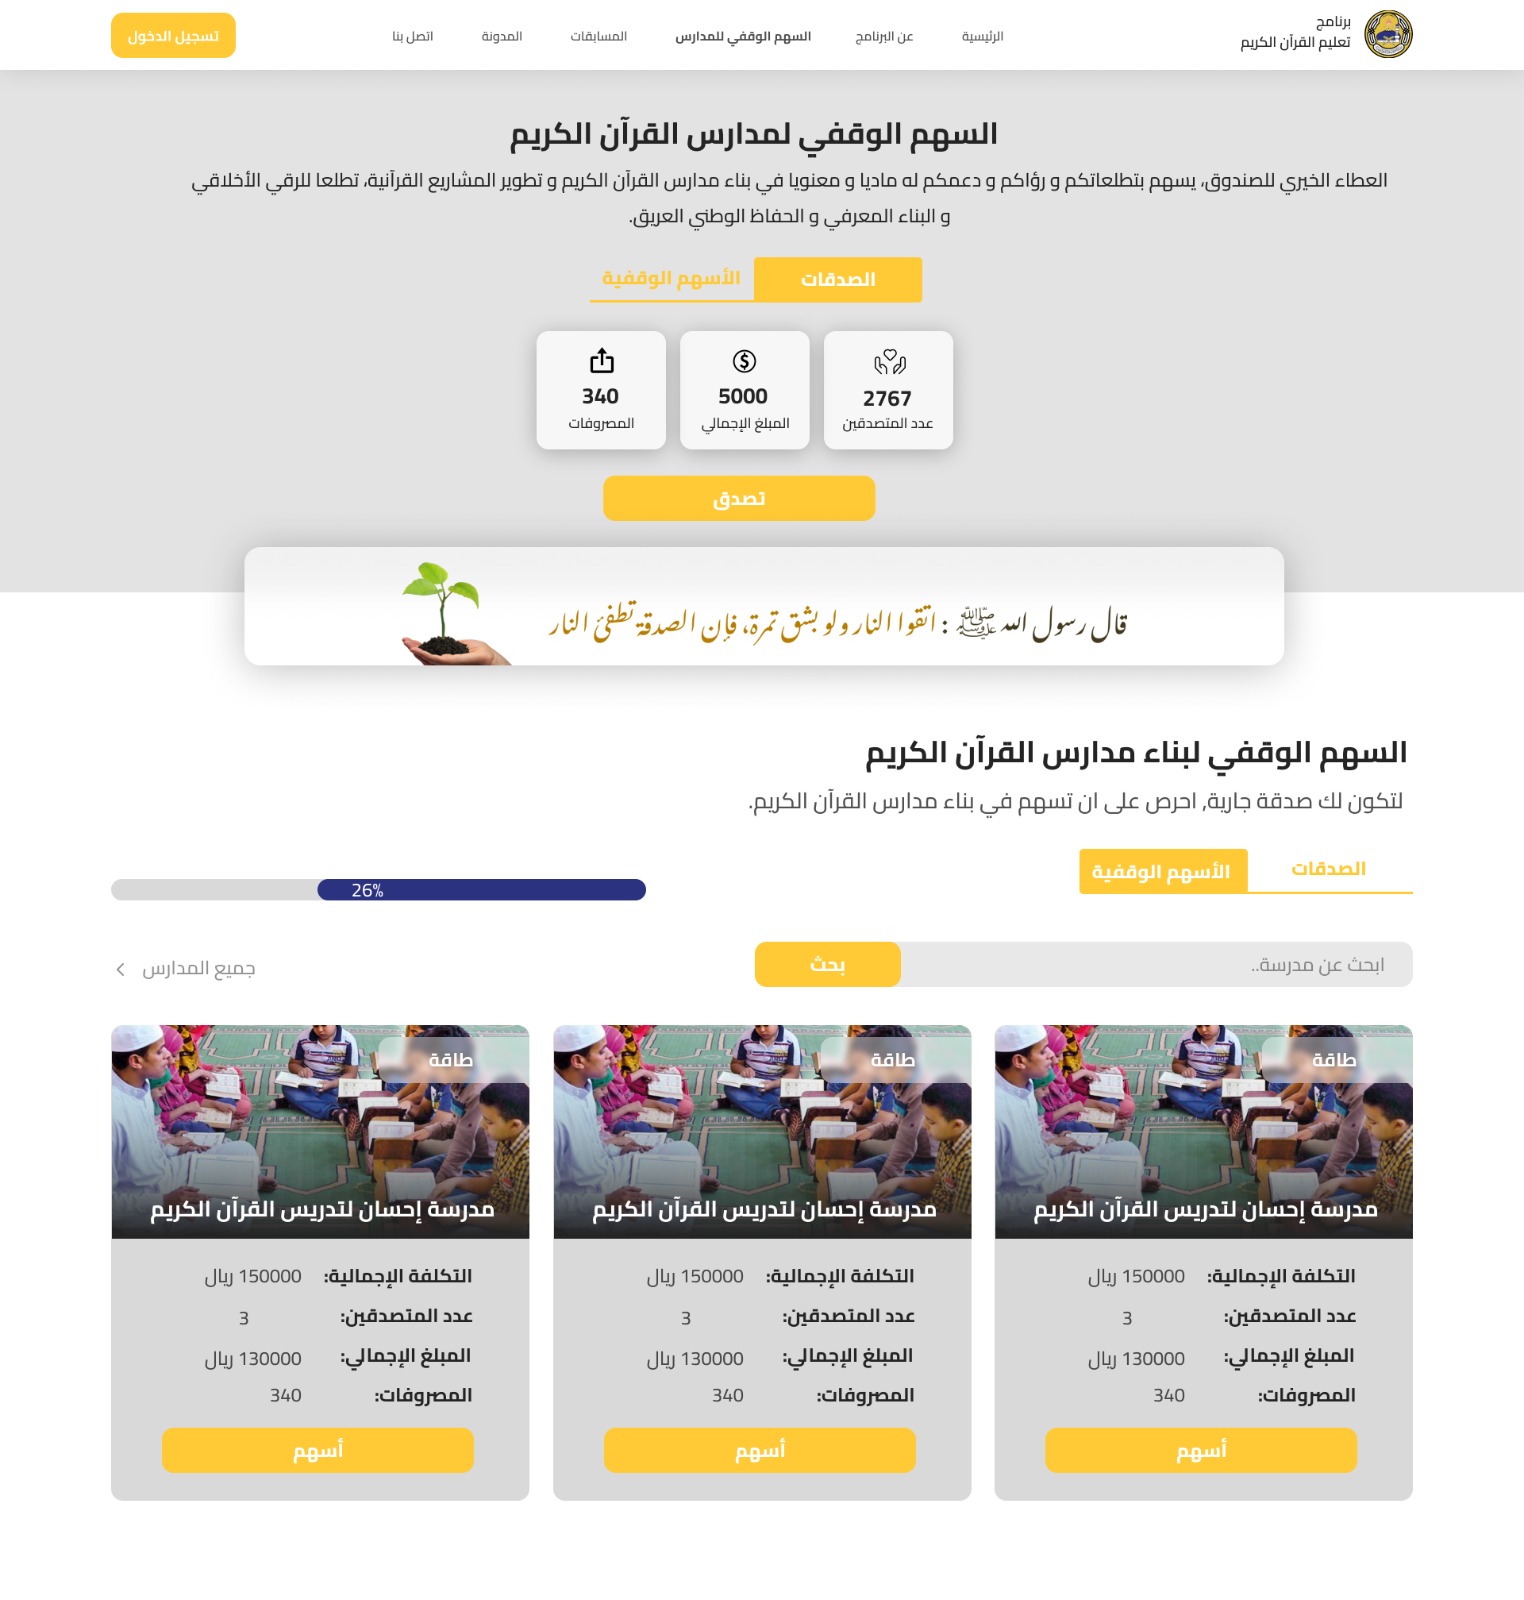 برنامج
تعليم القرآن الكريم
الرئيسية
عن البرنامج
السهم الوقفي للمدارس
المسابقات
المدونة
اتصل بنا
تسجيل الدخول
السهم الوقفي لمدارس القرآن الكريم
العطاء الخيري للصندوق، يسهم بتطلعاتكم و رؤاكم و دعمكم له ماديا و معنويا في بناء مدارس القرآن الكريم و تطوير المشاريع القرآنية، تطلعا للرقي الأخلاقي
و البناء المعرفي و الحفاظ الوطني العريق.
الصدقات
الأسهم الوقفية
2767
عدد المتصدقين
5000
المبلغ الإجمالي
340
المصروفات
تصدق
قال رسول الله ﷺ : اتقوا النار ولو بشق تمرة، فإن الصدقة تطفئ النار
السهم الوقفي لبناء مدارس القرآن الكريم
لتكون لك صدقة جارية, احرص على ان تسهم في بناء مدارس القرآن الكريم.
الصدقات
الأسهم الوقفية
26%
ابحث عن مدرسة..
بحث
جميع المدارس
طاقة
مدرسة إحسان لتدريس القرآن الكريم
التكلفة الإجمالية: 150000 ريال
عدد المتصدقين: 3
المبلغ الإجمالي: 130000 ريال
المصروفات: 340
أسهم
طاقة
مدرسة إحسان لتدريس القرآن الكريم
التكلفة الإجمالية: 150000 ريال
عدد المتصدقين: 3
المبلغ الإجمالي: 130000 ريال
المصروفات: 340
أسهم
طاقة
مدرسة إحسان لتدريس القرآن الكريم
التكلفة الإجمالية: 150000 ريال
عدد المتصدقين: 3
المبلغ الإجمالي: 130000 ريال
المصروفات: 340
أسهم